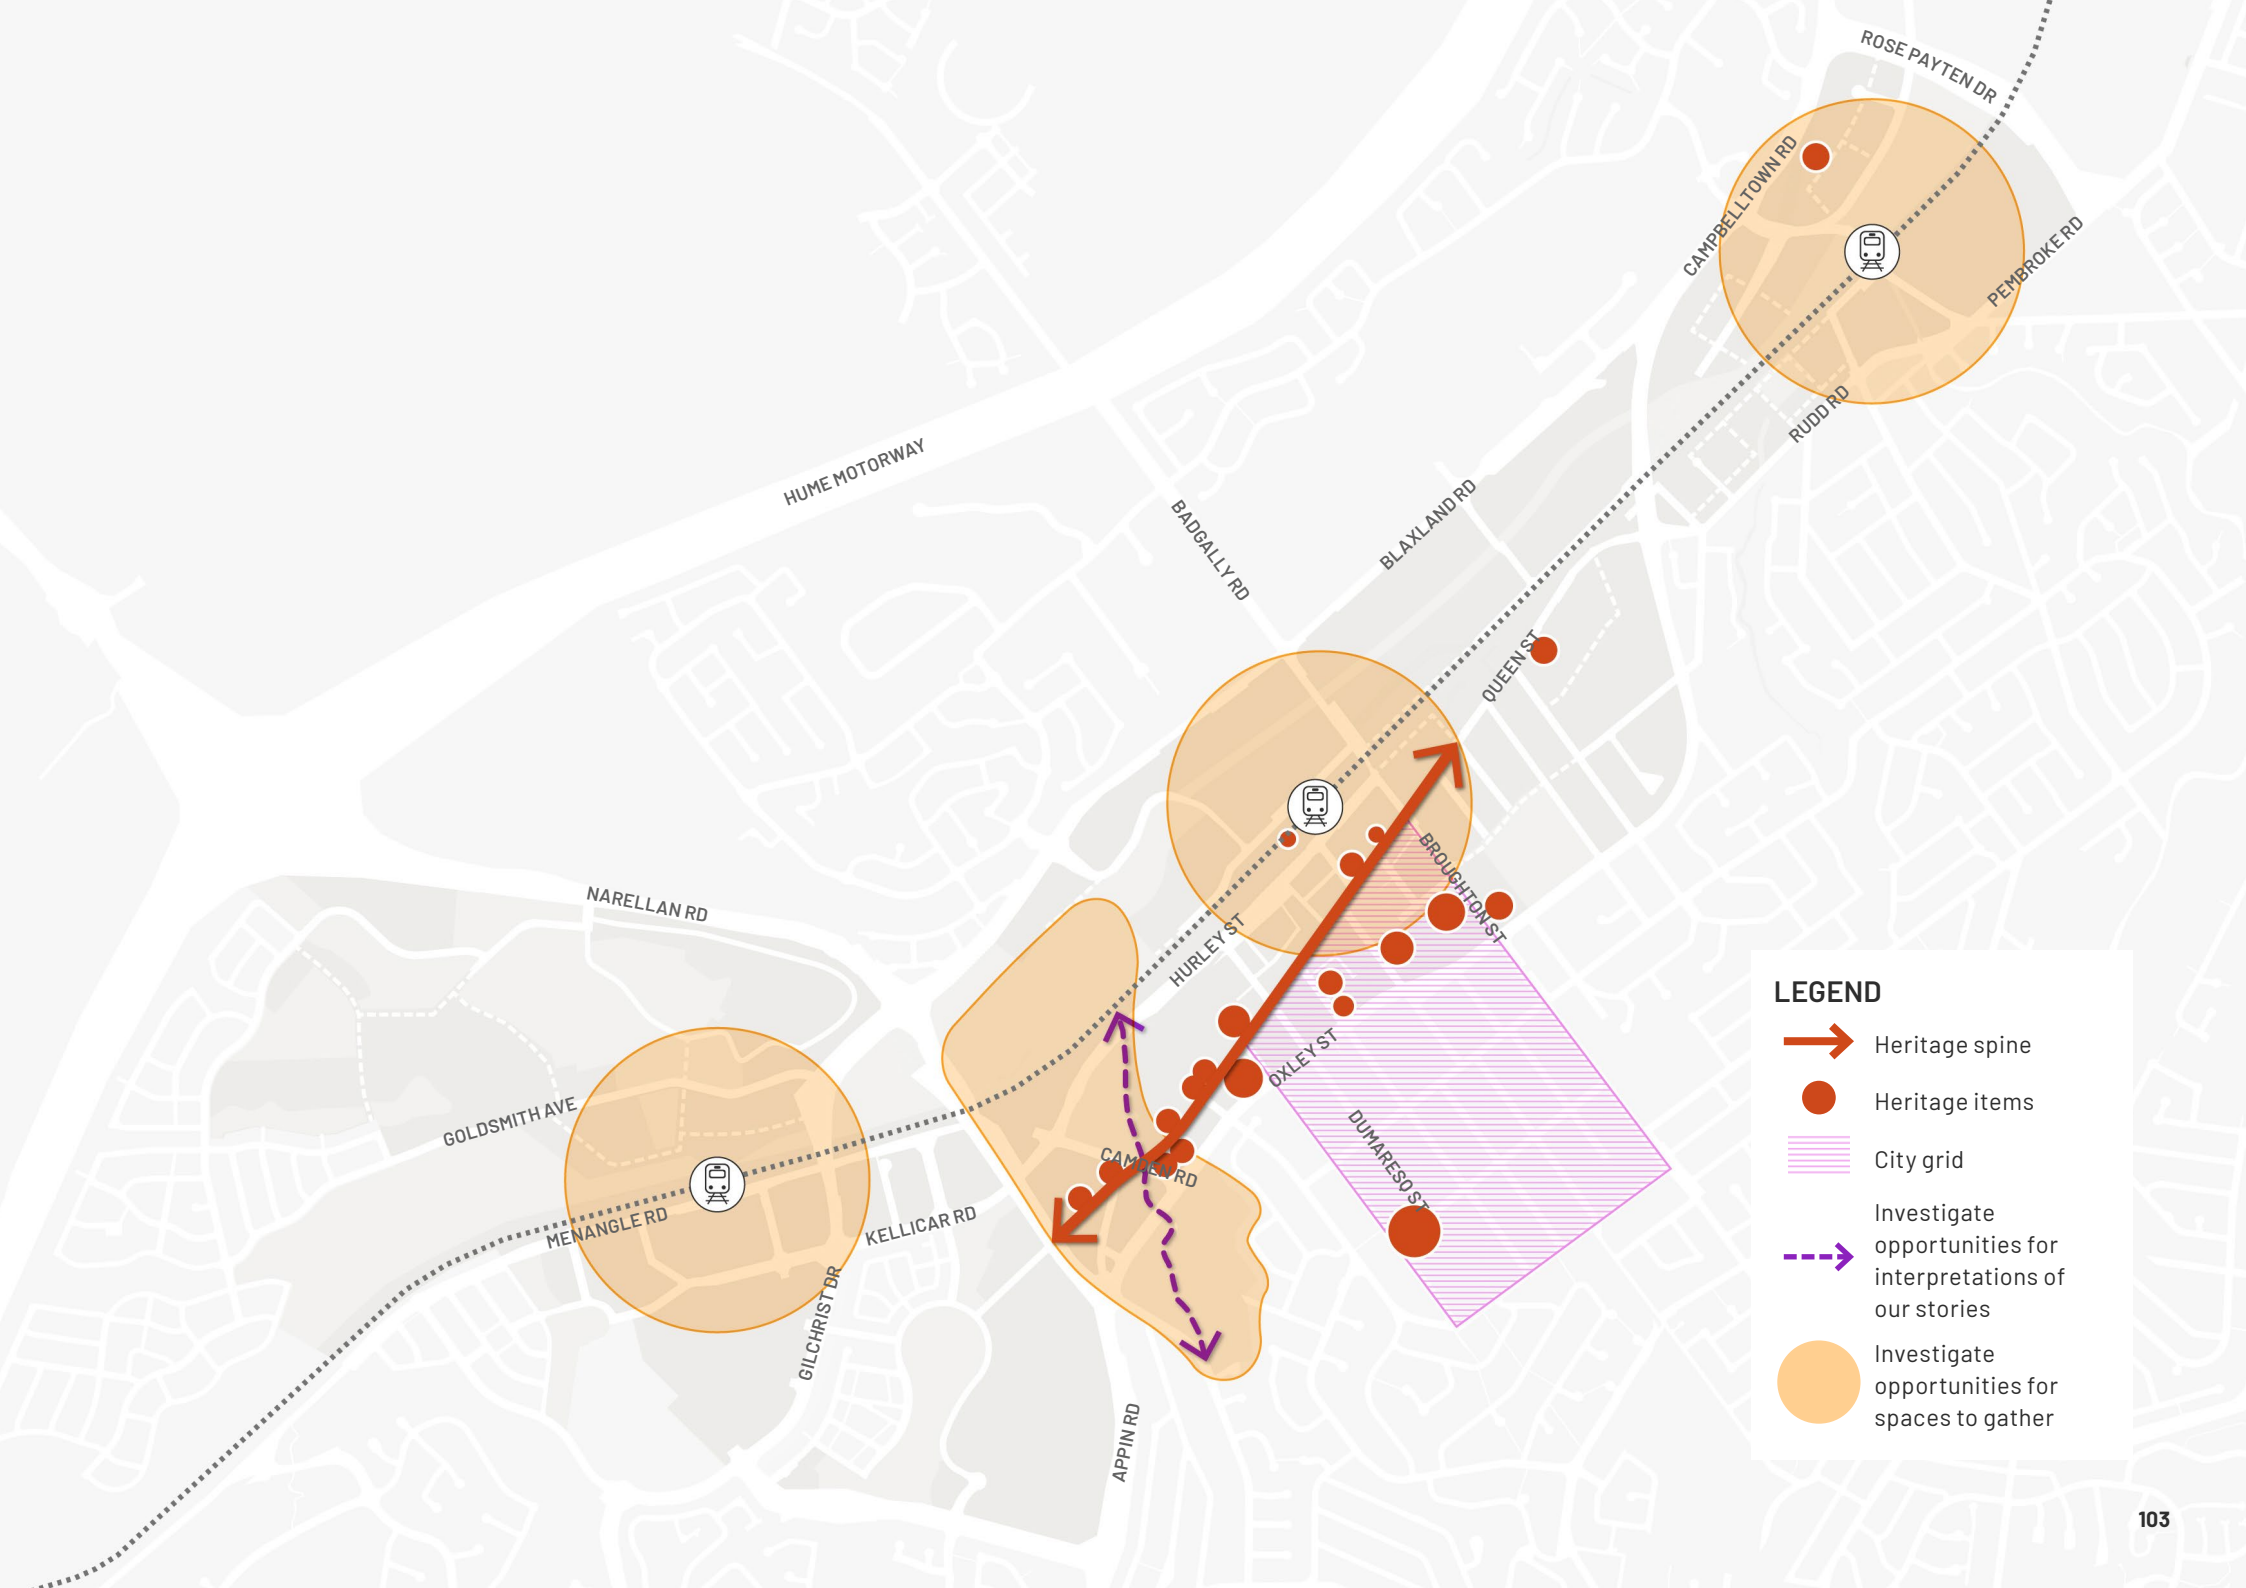 ROSE PAYTEN DR
CAMPBELLTOWN RD
PEMBROKE RD
RUDD RD
HUME MOTORWAY
BADGALLY RD
BLAXLAND RD
QUEEN ST
BROUGHTON ST
NARELLAN RD
HURLEY ST
OXLEY ST
GOLDSMITH AVE
CAMDEN RD
DUMARESQ ST
MENANGLE RD
KELLICAR RD
GILCHRIST DR
APPIN RD
LEGEND
Heritage spine
Heritage items
City grid
Investigate
opportunities for
interpretations of
our stories
Investigate
opportunities for
spaces to gather
103